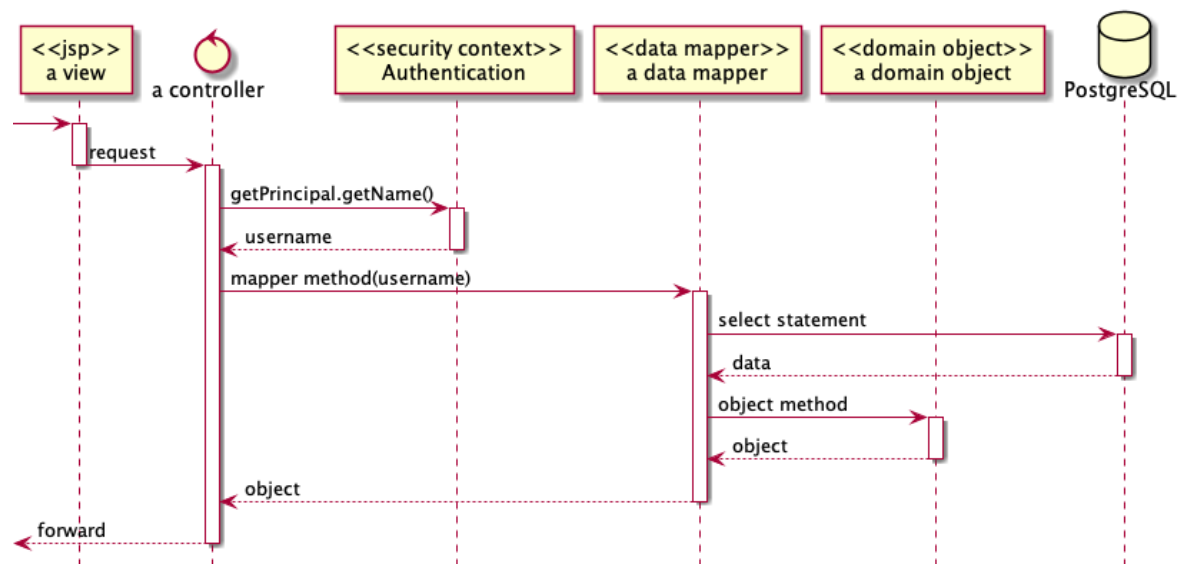 <<jsp>>
a view
a controller
<<security context>>
Authentication
<<data mapper>>
a data mapper
<<domain object>>
a domain object
PostgreSQL
request
getPrincipal.getName()
username
mapper method(username)
select statement
data
object method
object
object
forward